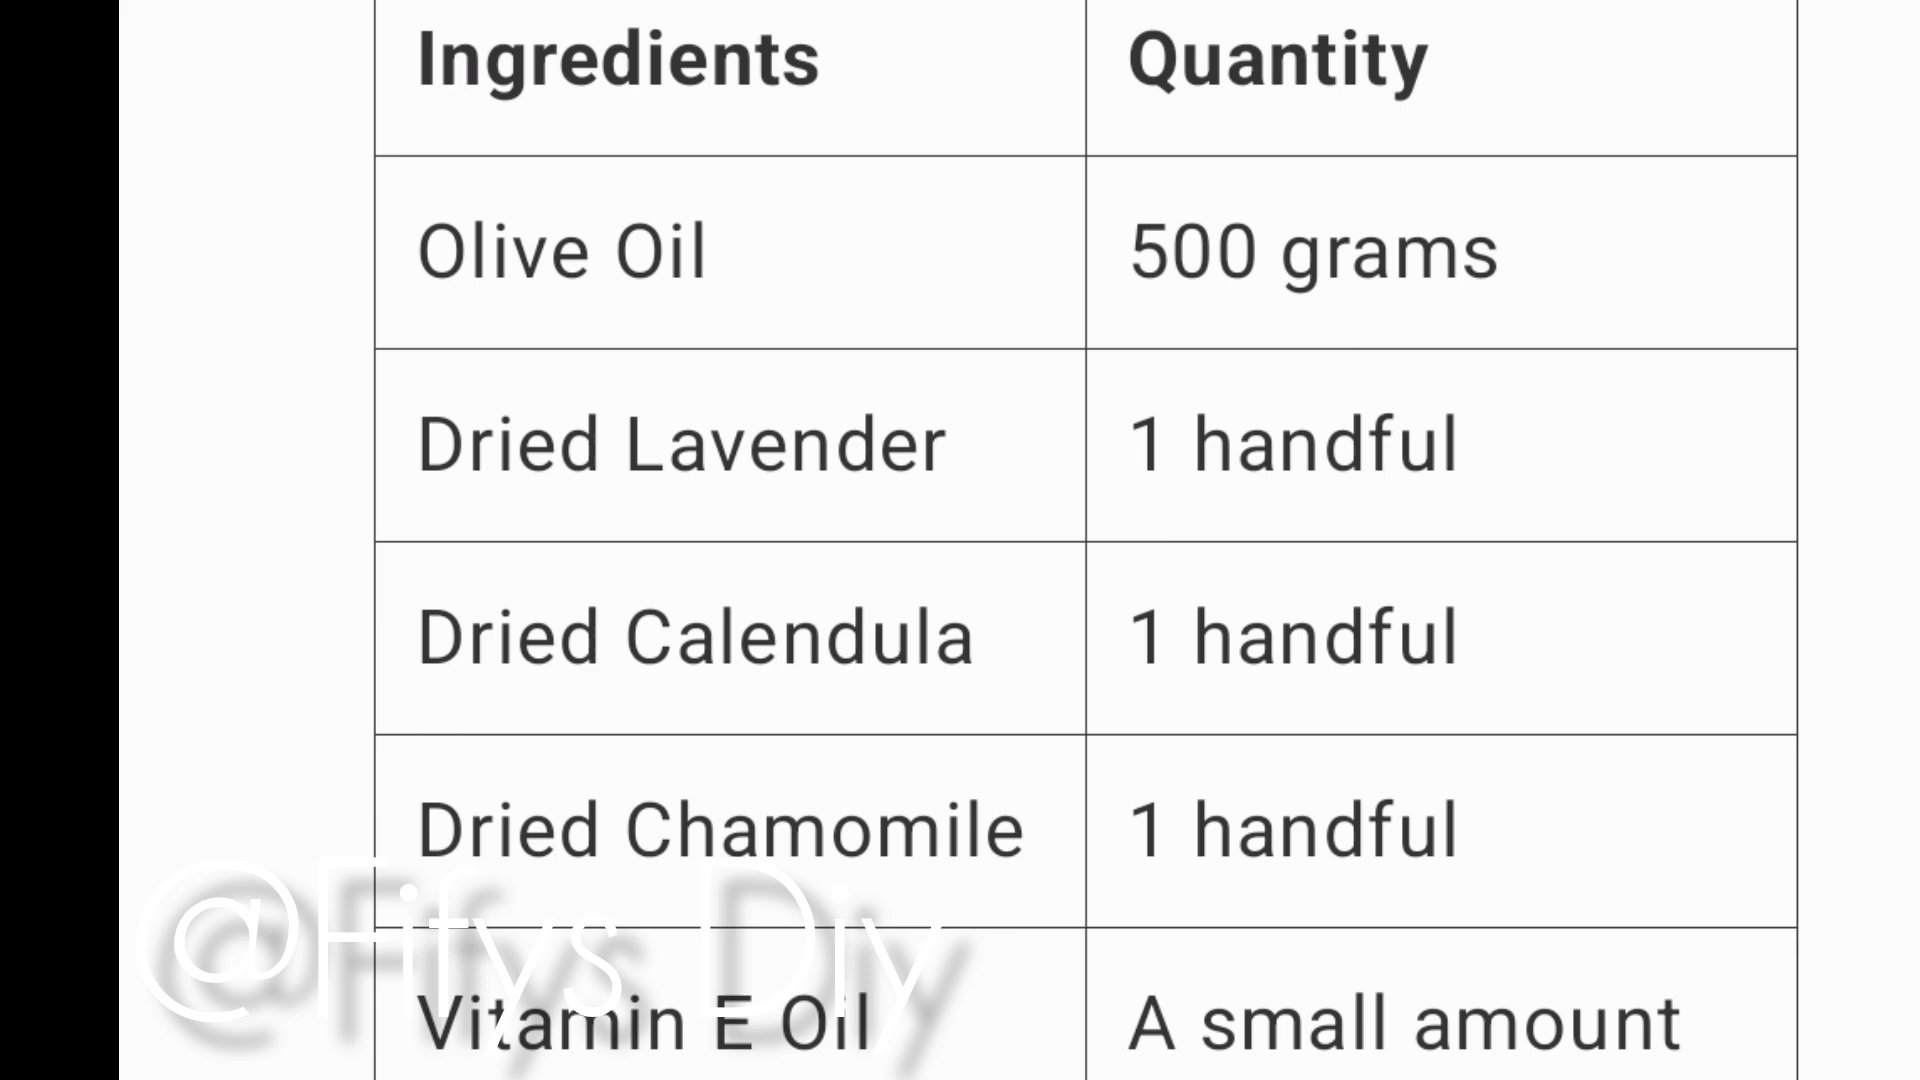 Ingredients Quantity
Olive Oil 500 grams
Dried Lavender 1 handful
Dried Calendula 1 handful
Dried Chamomile 1 handful
Vitamin E Oil A small amount
@Fifys Diy